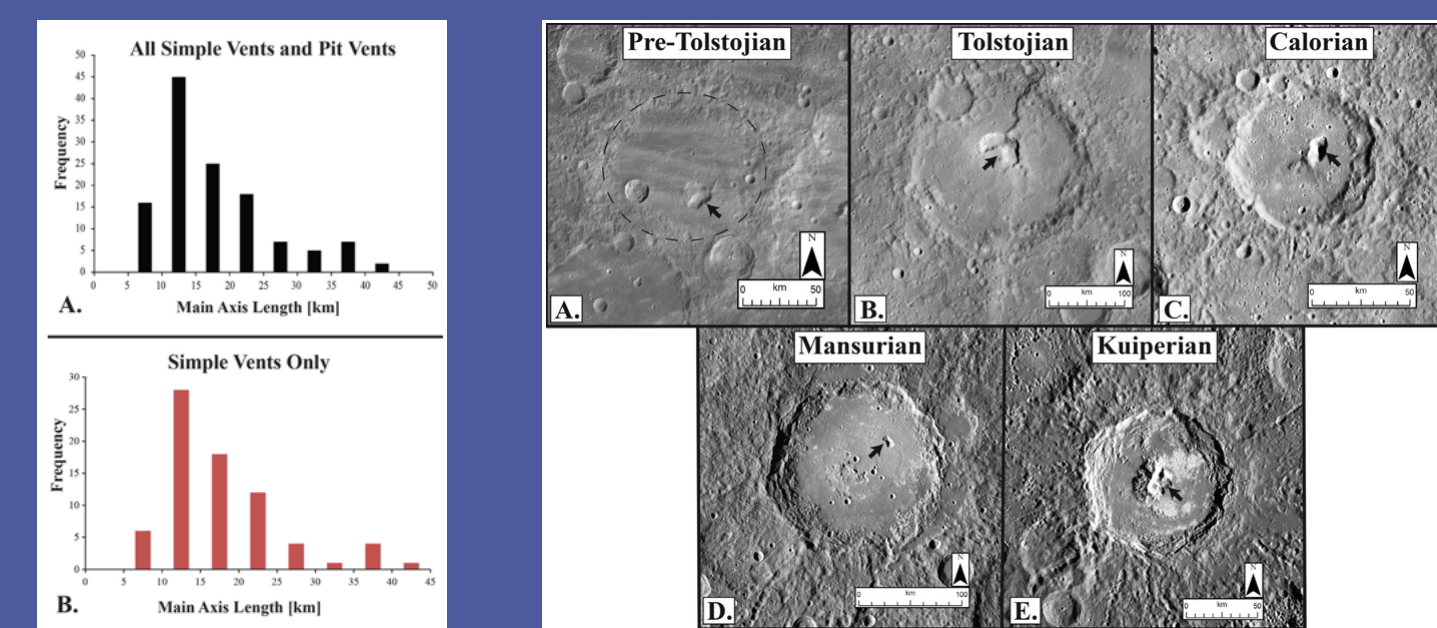 All Simple Vents and Pit Vents
Frequency
50
45
40
35
30
25
20
15
10
5
0
0 5 10 15 20 25 30 35 40 45 50
Main Axis Length [km]
A.
Simple Vents Only
Frequency
30
25
20
15
10
5
0
0 5 10 15 20 25 30 35 40 45
Main Axis Length [km]
B.
Pre-Tolstojian
N
0 km 50
A.
Tolstojian
N
0 km 100
B.
Calorian
N
0 km 50
C.
Mansurian
N
0 km 100
D.
Kuiperian
N
0 km 50
E.